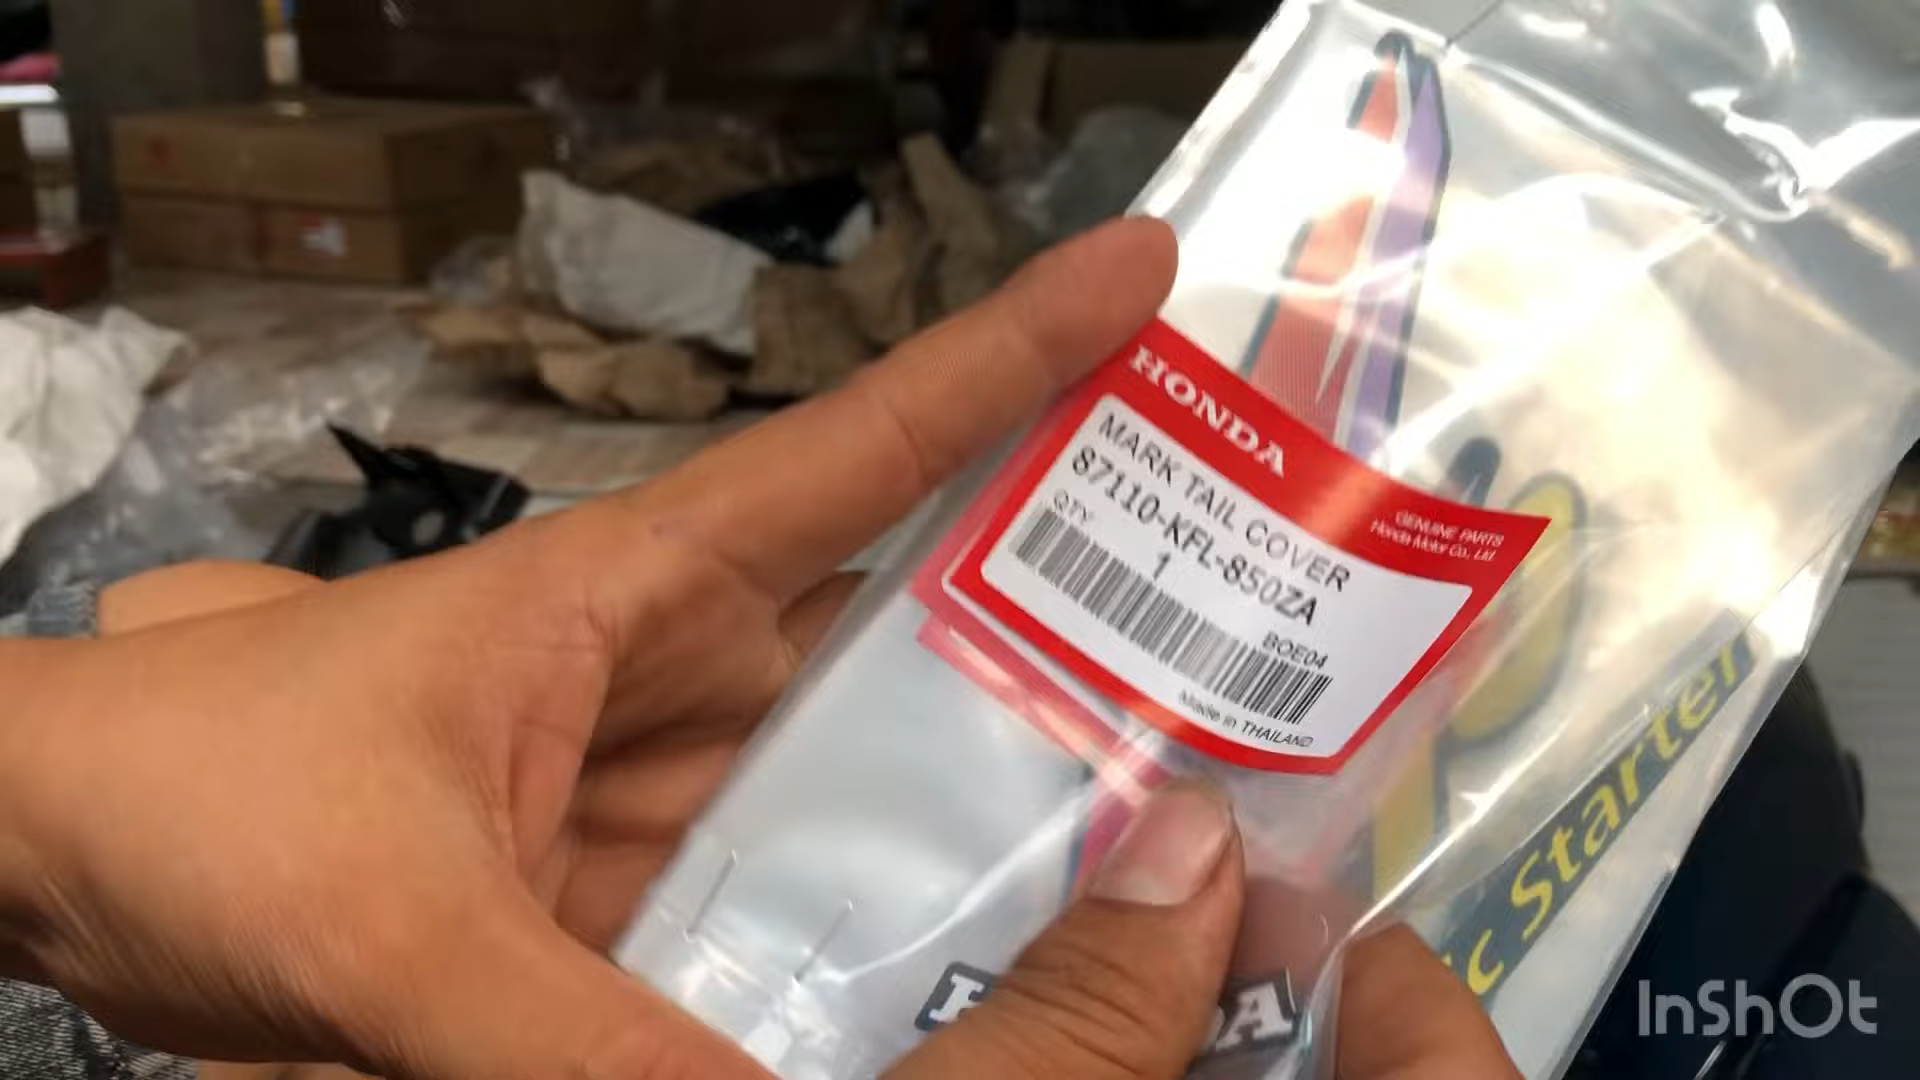 HONDA
GENUINE PARTS
Honda Motor Co., Ltd.
MARK TAIL COVER
87110-KFL-850ZA
QTY 1
BOE04
Made in THAILAND
Starter
InShOt